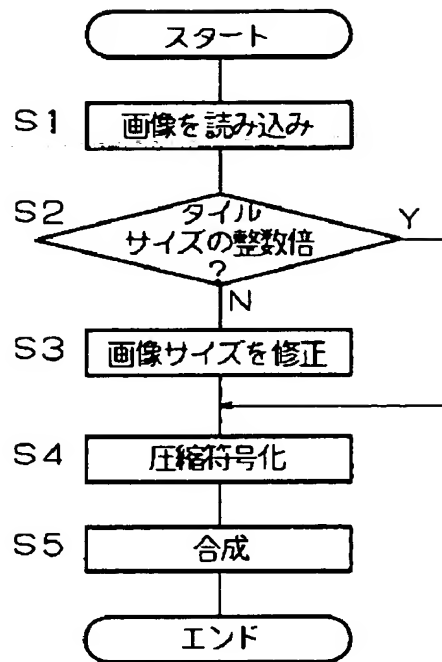 スタート
S1 画像を読み込み
S2 タイル
サイズの整数倍 Y
?
N
S3 画像サイズを修正
S4 圧縮符号化
S5 合成
エンド